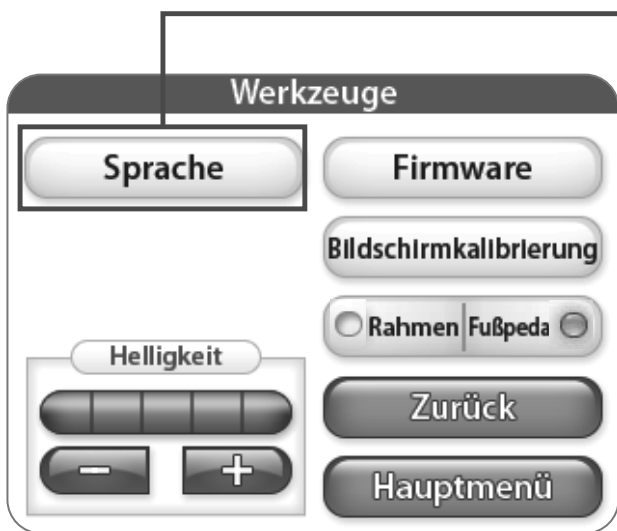 Werkzeuge
Sprache
Firmware
Bildschirmkalibrierung
Rahmen Fußpeda
Helligkeit
− +
Zurück
Hauptmenü